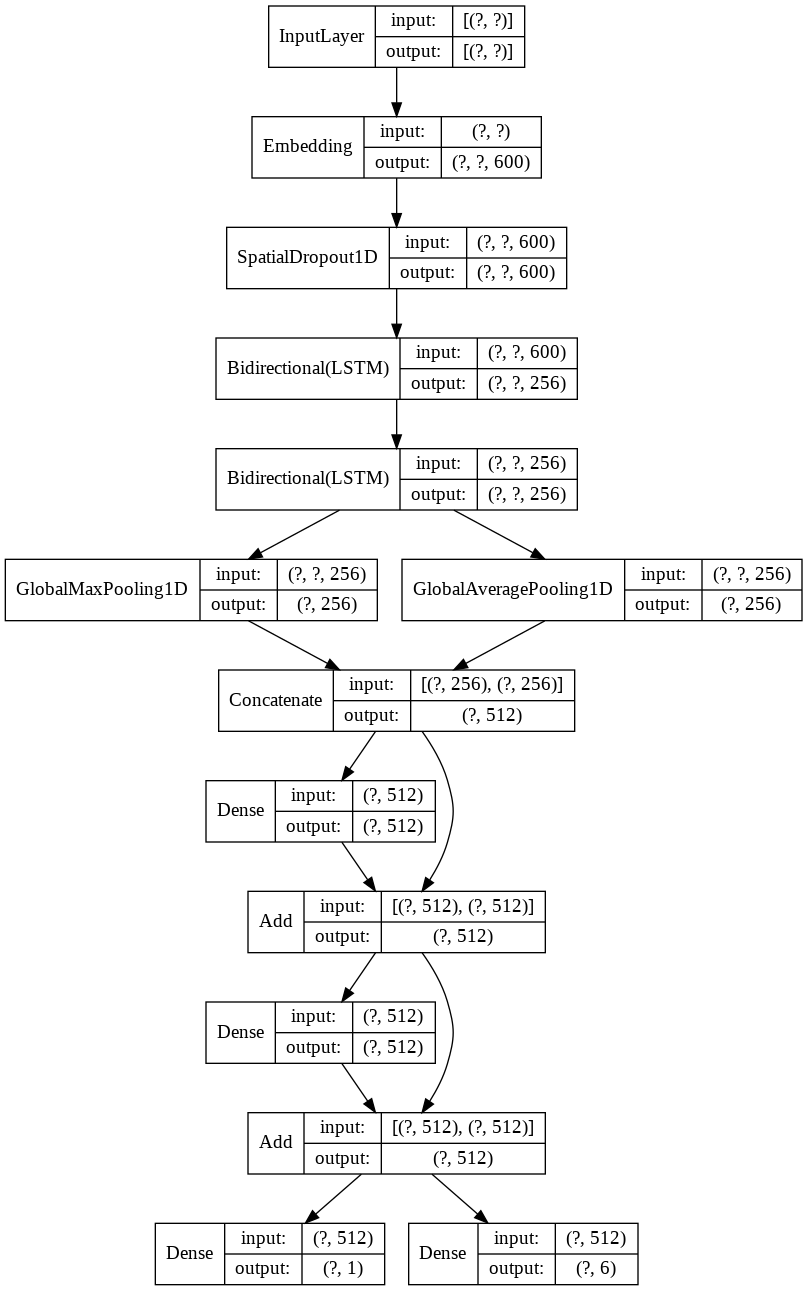 InputLayer
input: [(?, ?)]
output: [(?, ?)]
Embedding
input: (?, ?)
output: (?, ?, 600)
SpatialDropout1D
input: (?, ?, 600)
output: (?, ?, 600)
Bidirectional(LSTM)
input: (?, ?, 600)
output: (?, ?, 256)
Bidirectional(LSTM)
input: (?, ?, 256)
output: (?, ?, 256)
GlobalMaxPooling1D
input: (?, ?, 256)
output: (?, 256)
GlobalAveragePooling1D
input: (?, ?, 256)
output: (?, 256)
Concatenate
input: [(?, 256), (?, 256)]
output: (?, 512)
Dense
input: (?, 512)
output: (?, 512)
Add
input: [(?, 512), (?, 512)]
output: (?, 512)
Dense
input: (?, 512)
output: (?, 512)
Add
input: [(?, 512), (?, 512)]
output: (?, 512)
Dense
input: (?, 512)
output: (?, 1)
Dense
input: (?, 512)
output: (?, 6)